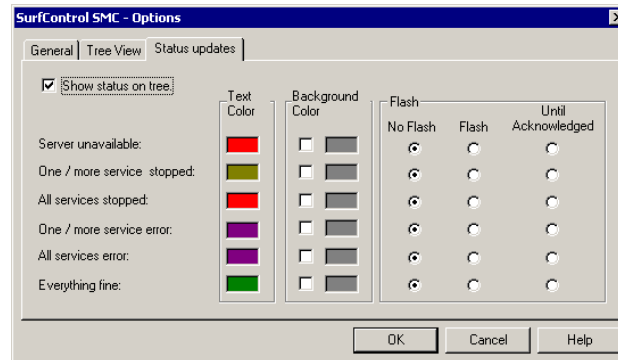 SurfControl SMC - Options
General Tree View Status updates
Show status on tree.
Text Color
Background Color
Flash
No Flash Flash Until Acknowledged
Server unavailable:
One / more service stopped:
All services stopped:
One / more service error:
All services error:
Everything fine:
OK Cancel Help